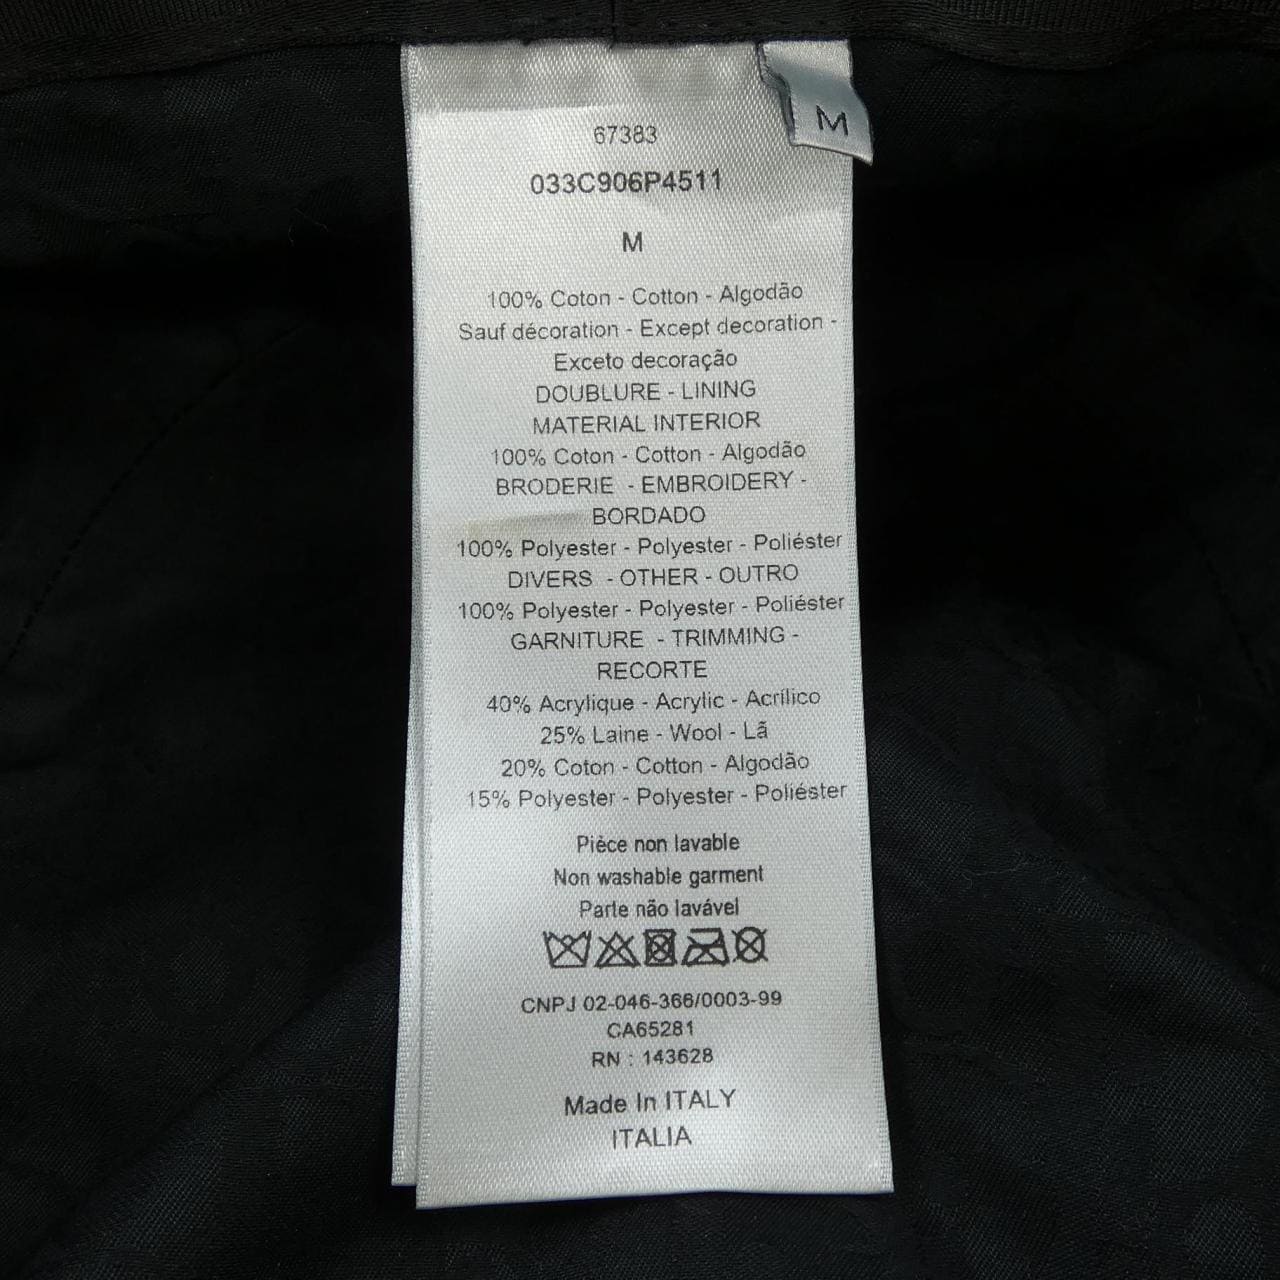 M
67383
033C906P4511
M
100% Coton - Cotton - Algodão
Sauf décoration - Except decoration -
Exceto decoração
DOUBLURE - LINING
MATERIAL INTERIOR
100% Coton - Cotton - Algodão
BRODERIE - EMBROIDERY -
BORDADO
100% Polyester - Polyester - Poliéster
DIVERS - OTHER - OUTRO
100% Polyester - Polyester - Poliéster
GARNITURE - TRIMMING -
RECORTE
40% Acrylique - Acrylic - Acrílico
25% Laine - Wool - Lã
20% Coton - Cotton - Algodão
15% Polyester - Polyester - Poliéster
Pièce non lavable
Non washable garment
Parte não lavável
CNPJ 02-046-366/0003-99
CA65281
RN : 143628
Made In ITALY
ITALIA